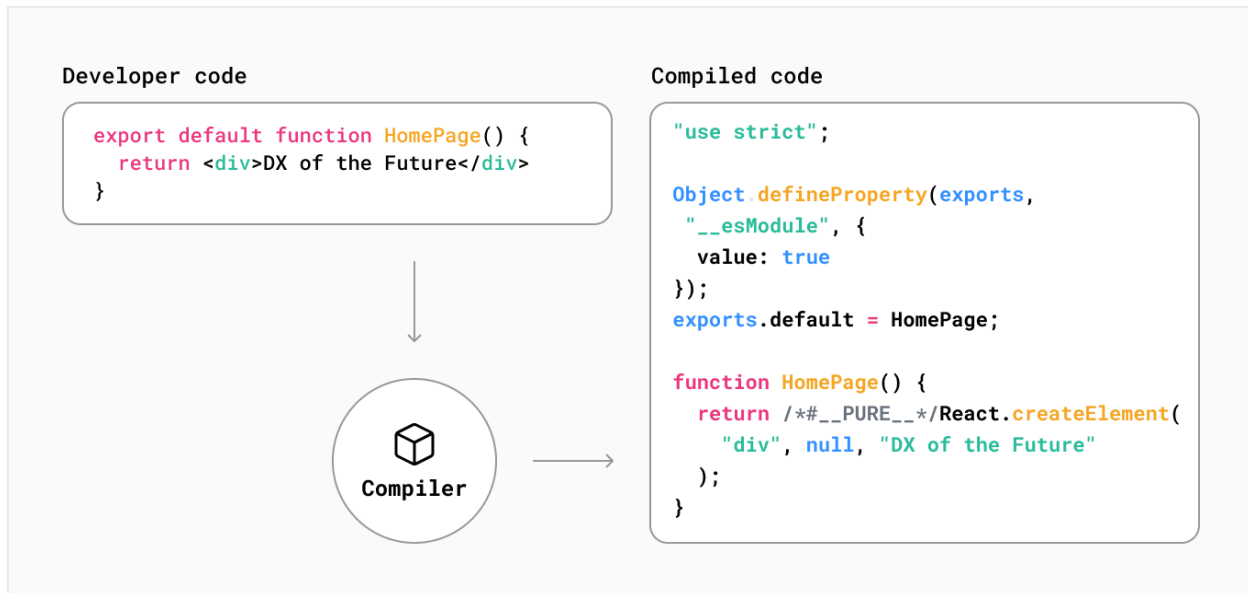 Developer code
export default function HomePage() {
  return <div>DX of the Future</div>
}
Compiler
Compiled code
"use strict";

Object.defineProperty(exports,
 "__esModule", {
  value: true
});
exports.default = HomePage;

function HomePage() {
  return /*#__PURE__*/React.createElement(
    "div", null, "DX of the Future"
  );
}